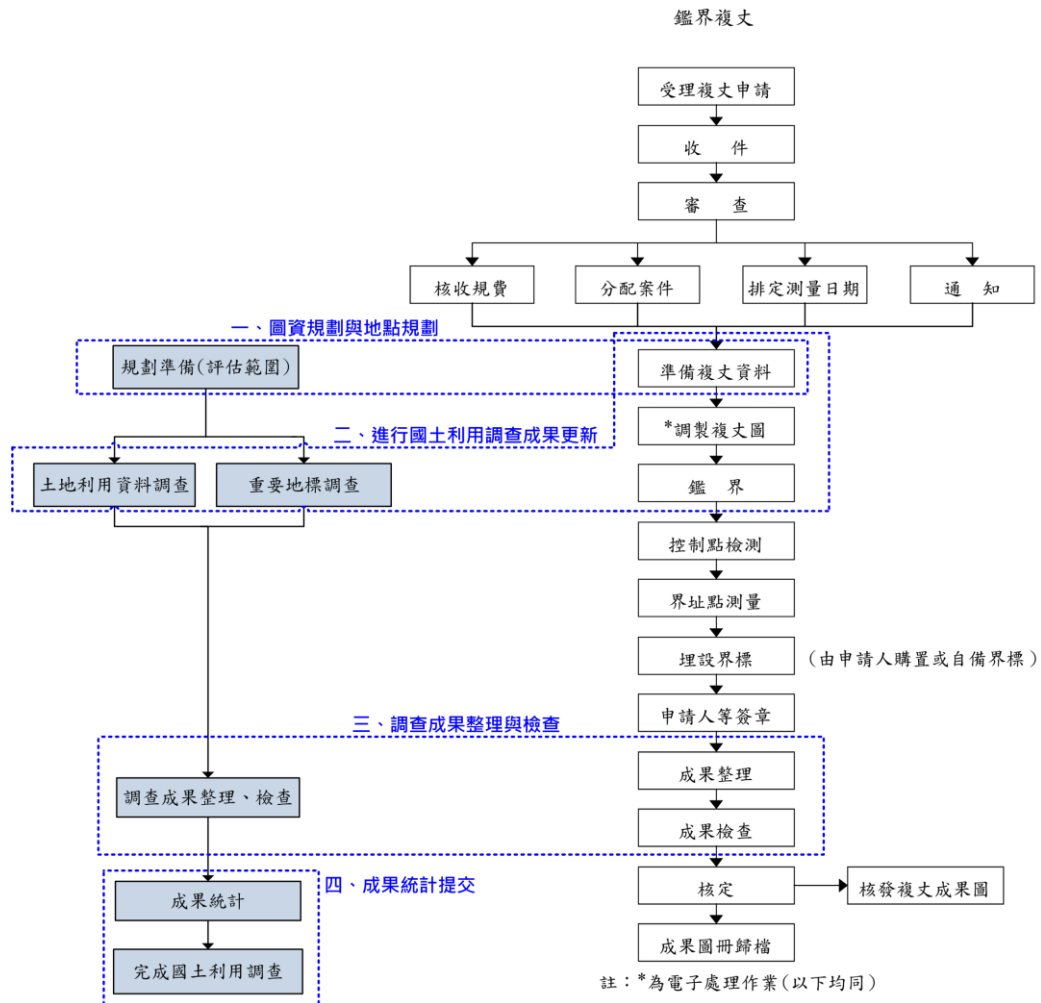 鑑界複丈
受理複丈申請
收 件
審 查
核收規費
分配案件
排定測量日期
通 知
一、圖資規劃與地點規劃
規劃準備(評估範圍)
準備複丈資料
二、進行國土利用調查成果更新
*調製複丈圖
土地利用資料調查
重要地標調查
鑑 界
控制點檢測
界址點測量
埋設界標
(由申請人購置或自備界標)
申請人等簽章
三、調查成果整理與檢查
成果整理
調查成果整理、檢查
成果檢查
四、成果統計提交
成果統計
核定
核發複丈成果圖
完成國土利用調查
成果圖冊歸檔
註：*為電子處理作業(以下均同)